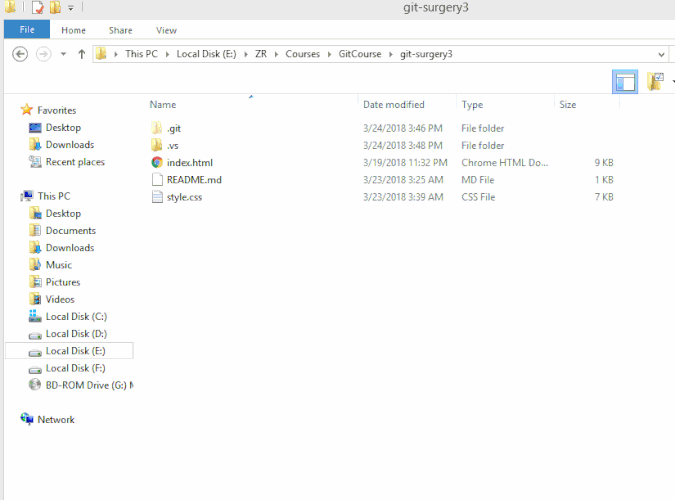 git-surgery3
File Home Share View
This PC Local Disk (E:) ZR Courses GitCourse git-surgery3
Name Date modified Type Size
Favorites
Desktop
Downloads
Recent places
This PC
Desktop
Documents
Downloads
Music
Pictures
Videos
Local Disk (C:)
Local Disk (D:)
Local Disk (E:)
Local Disk (F:)
BD-ROM Drive (G:) M
Network
.git 3/24/2018 3:46 PM File folder
.vs 3/24/2018 3:48 PM File folder
index.html 3/19/2018 11:32 PM Chrome HTML Do... 9 KB
README.md 3/23/2018 3:25 AM MD File 1 KB
style.css 3/23/2018 3:39 AM CSS File 7 KB